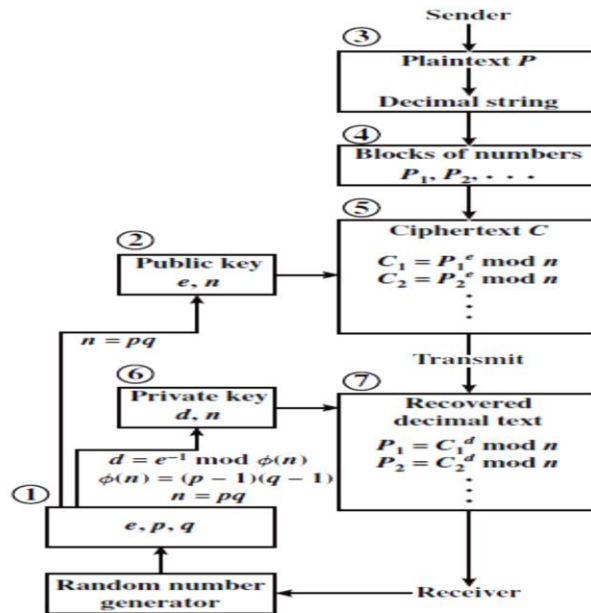 Sender
③
Plaintext P
Decimal string
④
Blocks of numbers
P₁, P₂, . . .
⑤
Ciphertext C
C₁ = P₁ᵉ mod n
C₂ = P₂ᵉ mod n
②
Public key
e, n
n = pq
Transmit
⑥
Private key
d, n
⑦
Recovered
decimal text
P₁ = C₁ᵈ mod n
P₂ = C₂ᵈ mod n
d = e⁻¹ mod ϕ(n)
ϕ(n) = (p − 1)(q − 1)
n = pq
①
e, p, q
Random number
generator
Receiver